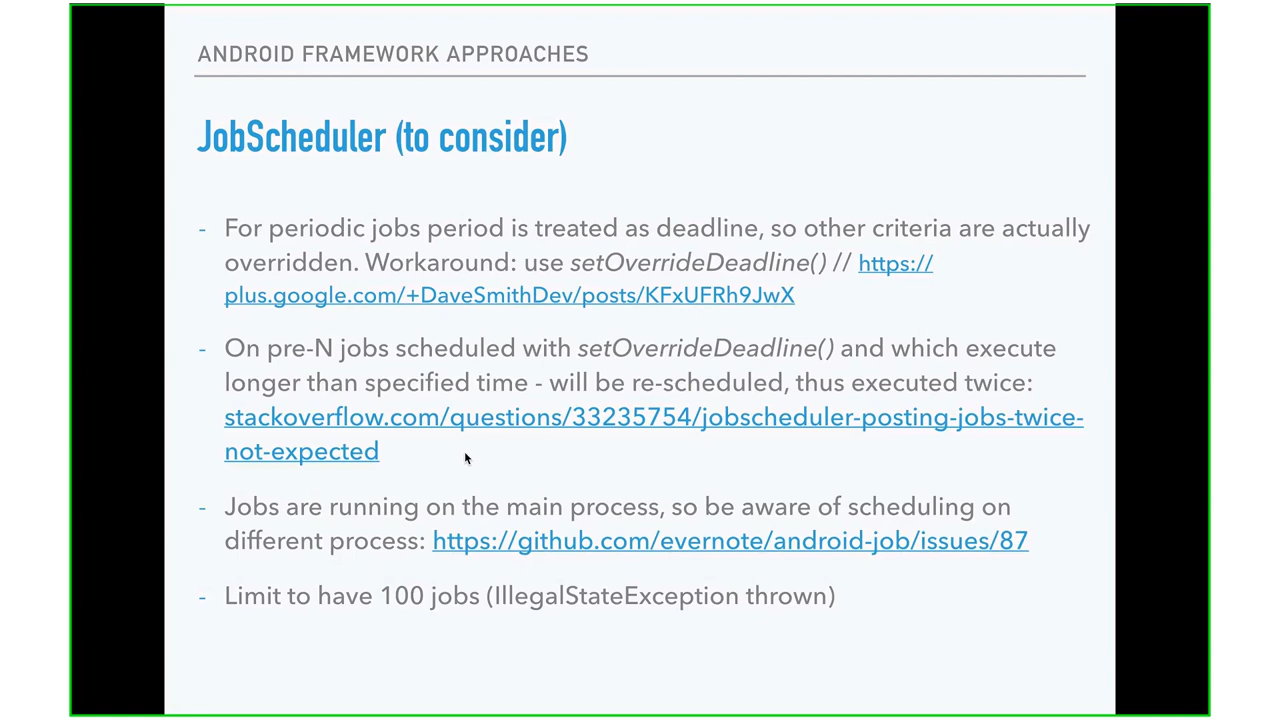 ANDROID FRAMEWORK APPROACHES
JobScheduler (to consider)
- For periodic jobs period is treated as deadline, so other criteria are actually
overridden. Workaround: use setOverrideDeadline() // https://
plus.google.com/+DaveSmithDev/posts/KFxUFRh9JwX
- On pre-N jobs scheduled with setOverrideDeadline() and which execute
longer than specified time - will be re-scheduled, thus executed twice:
stackoverflow.com/questions/33235754/jobscheduler-posting-jobs-twice-
not-expected
- Jobs are running on the main process, so be aware of scheduling on
different process: https://github.com/evernote/android-job/issues/87
- Limit to have 100 jobs (IllegalStateException thrown)